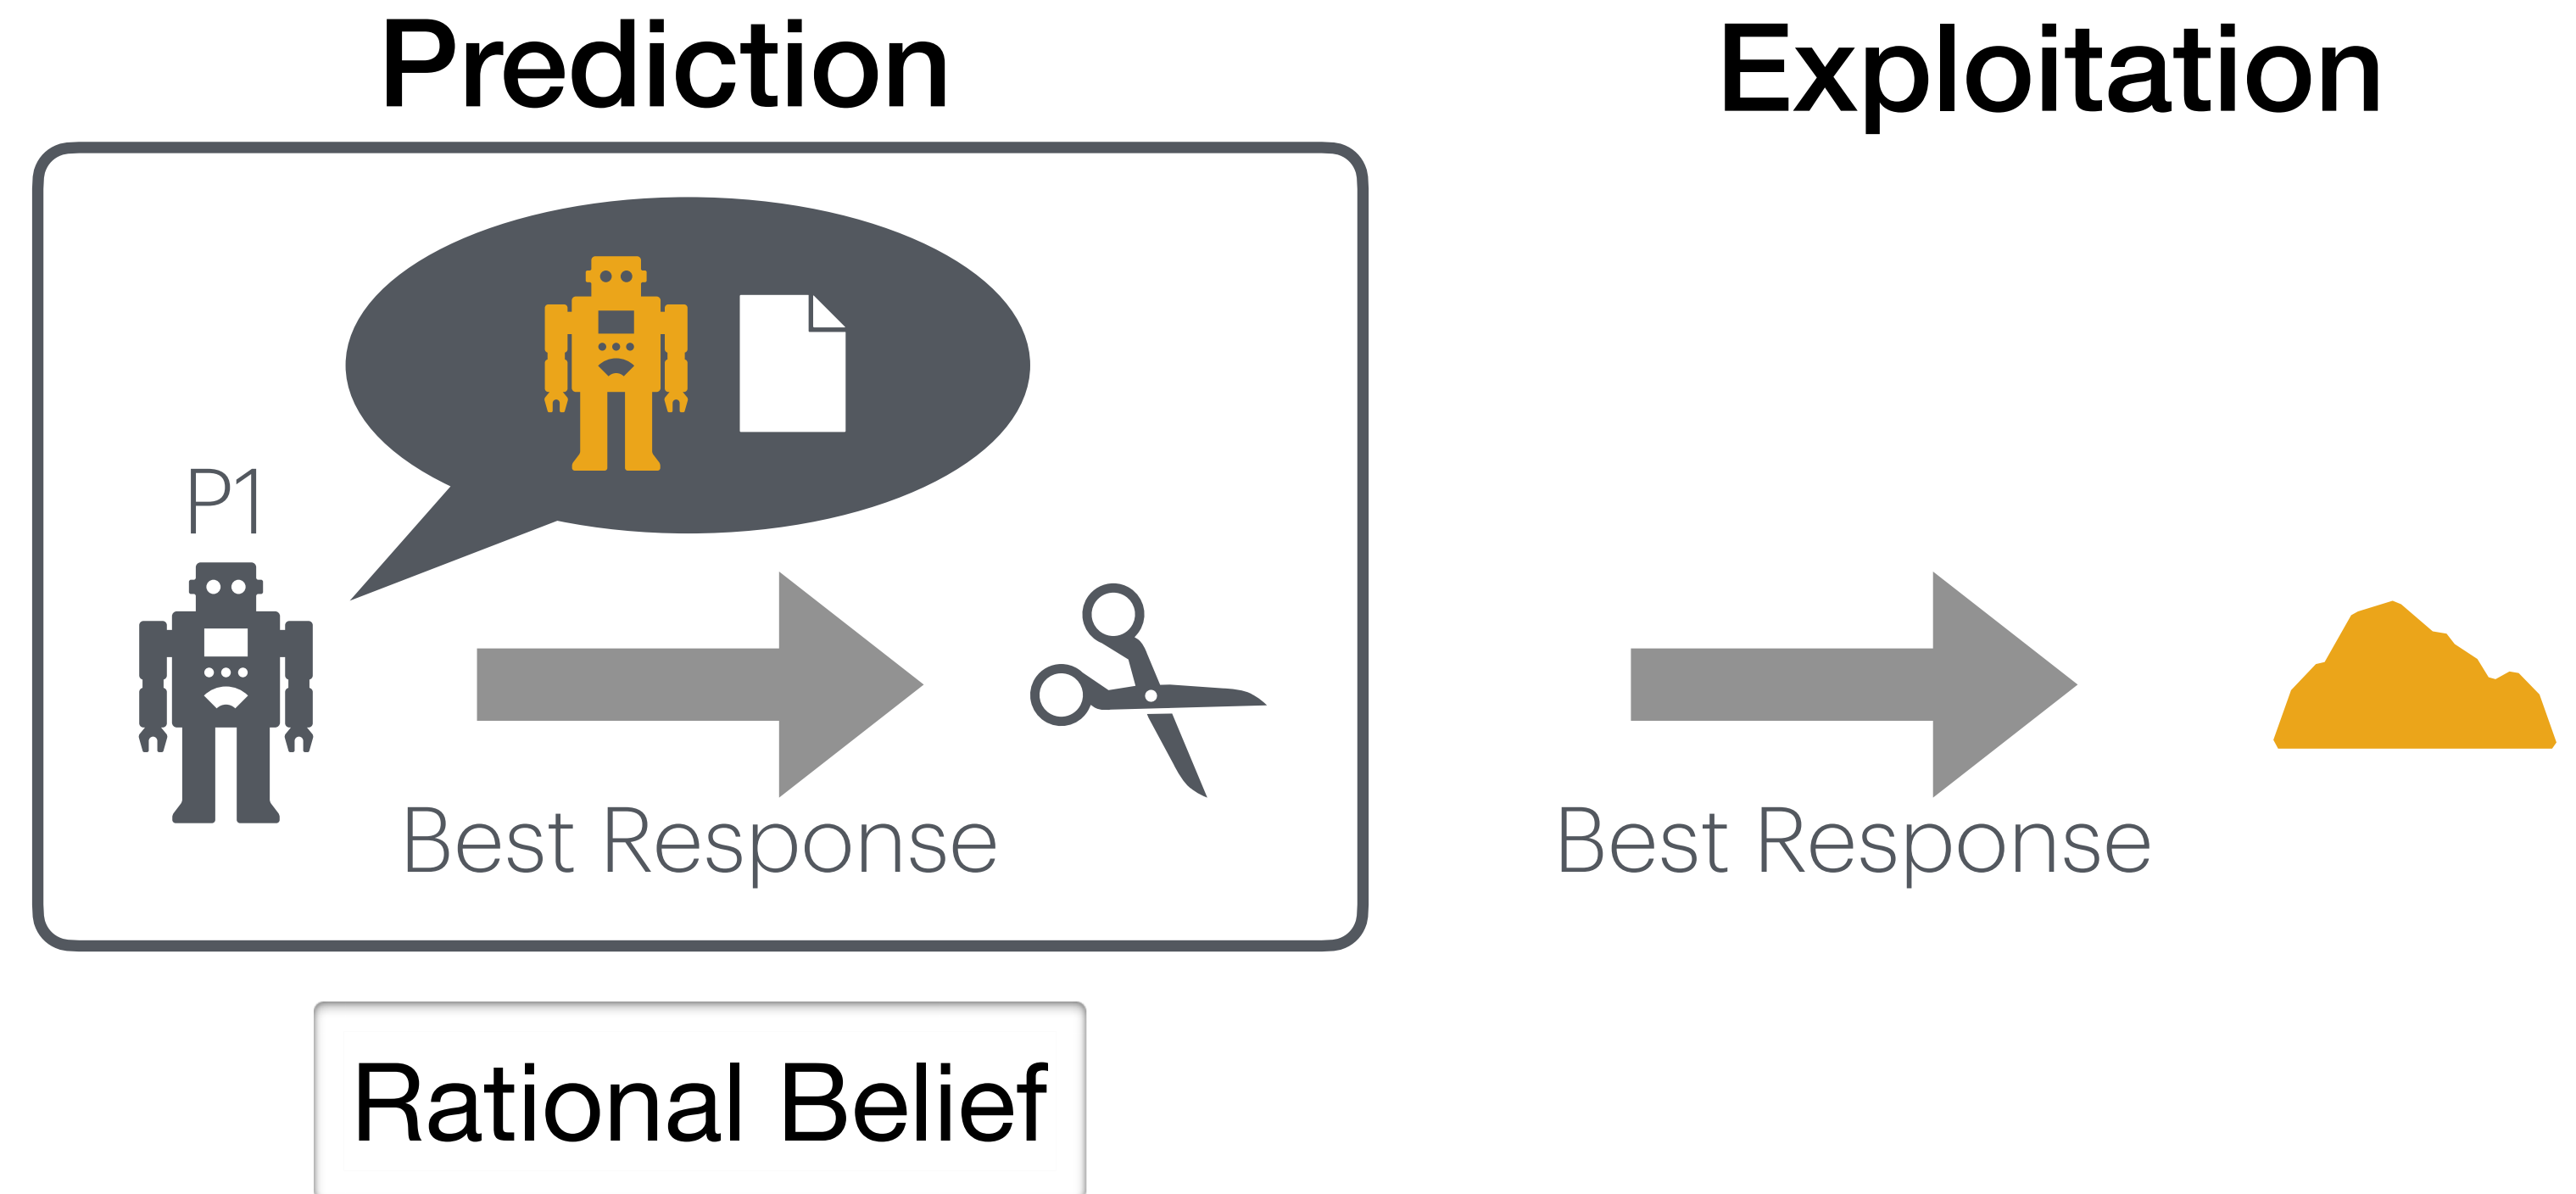 Prediction
Exploitation
P1
Best Response
Best Response
Rational Belief